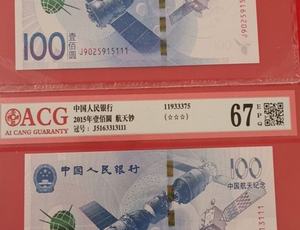 100
壹佰圆
J9025915111
ACG
AI CANG GUARANTY
中国人民银行
2015年壹佰圆 航天钞
冠号: J5163313111
11933375
(☆☆☆)
67
EPQ
中国人民银行
100
中国航天纪念